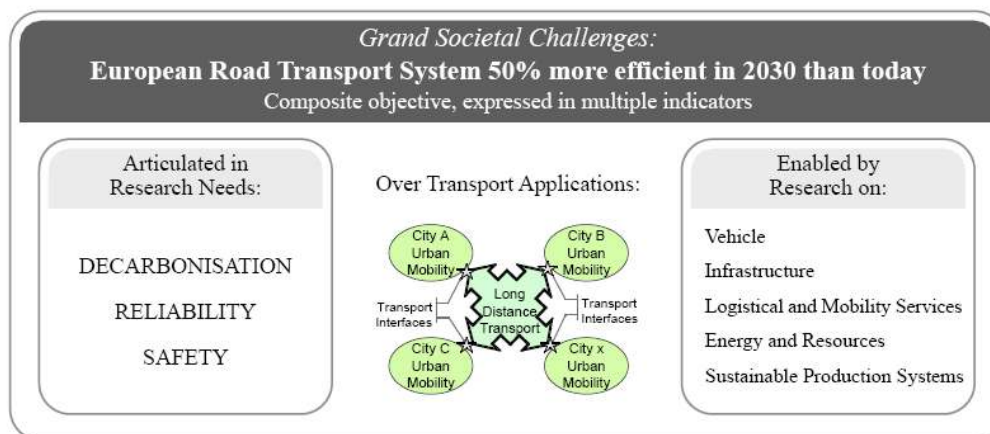 Grand Societal Challenges:
European Road Transport System 50% more efficient in 2030 than today
Composite objective, expressed in multiple indicators
Articulated in
Research Needs:
DECARBONISATION
RELIABILITY
SAFETY
Over Transport Applications:
City A
Urban
Mobility
City B
Urban
Mobility
Transport
Interfaces
Long
Distance
Transport
Transport
Interfaces
City C
Urban
Mobility
City x
Urban
Mobility
Enabled by
Research on:
Vehicle
Infrastructure
Logistical and Mobility Services
Energy and Resources
Sustainable Production Systems